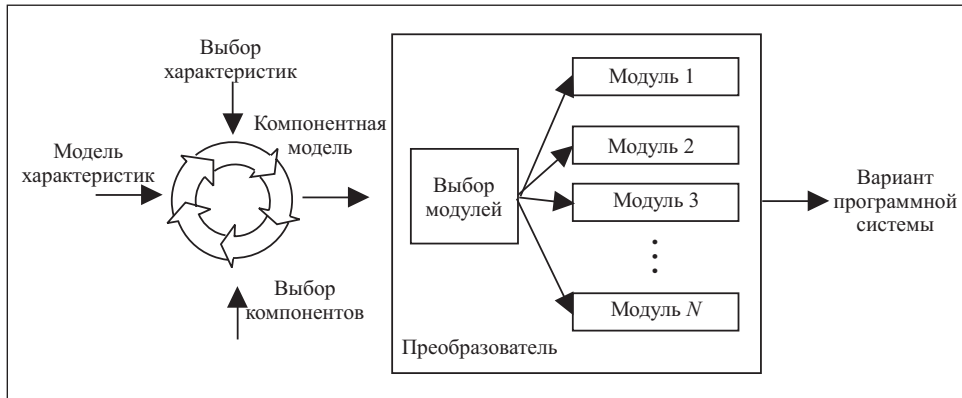 Выбор
характеристик
Модель
характеристик
Компонентная
модель
Выбор
компонентов
Выбор
модулей
Модуль 1
Модуль 2
Модуль 3
Модуль N
Преобразователь
Вариант
программной
системы